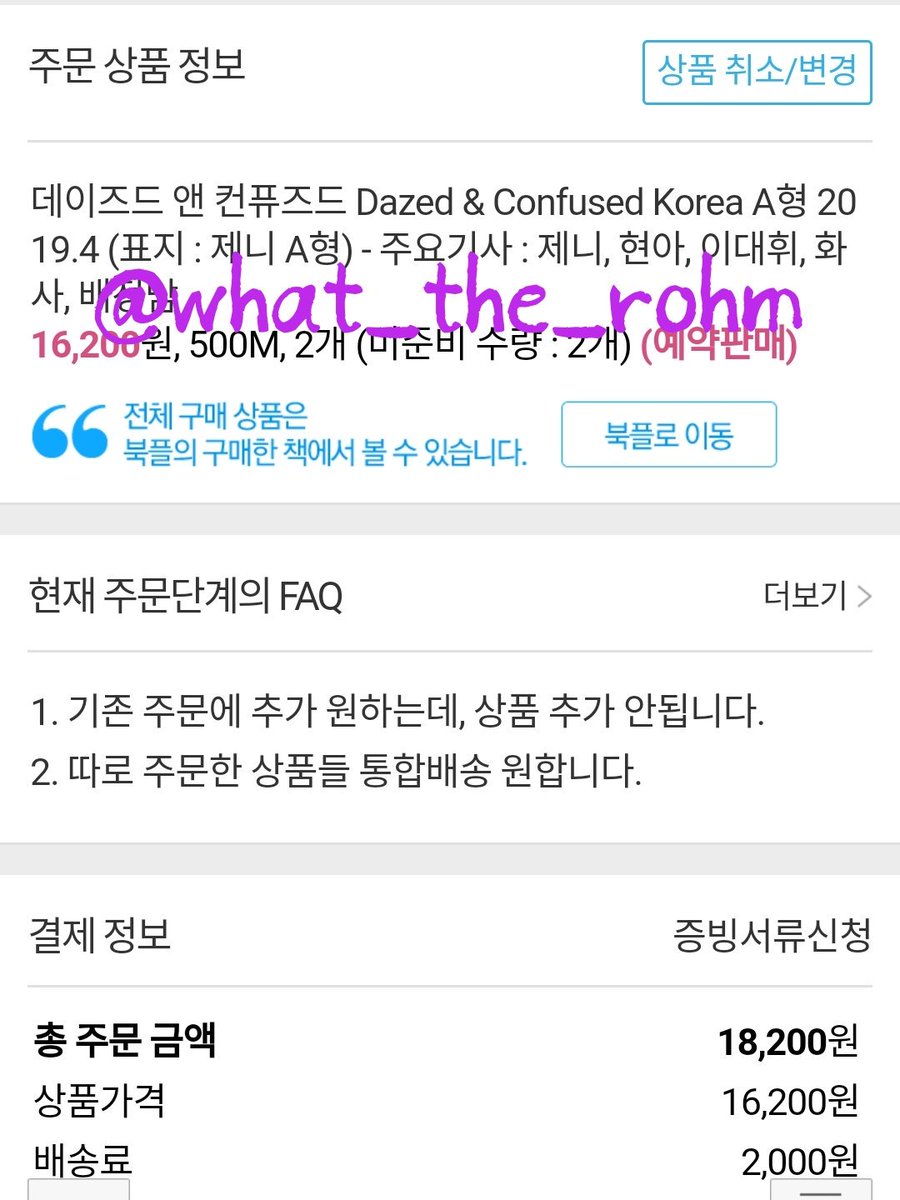 주문 상품 정보
상품 취소/변경
데이즈드 앤 컨퓨즈드 Dazed & Confused Korea A형 20
19.4 (표지 : 제니 A형) - 주요기사 : 제니, 현아, 이대휘, 화
사, 배정남
@what_the_rohm
16,200원, 500M, 2개 (미준비 수량 : 2개) (예약판매)
전체 구매 상품은
북플의 구매한 책에서 볼 수 있습니다.
북플로 이동
현재 주문단계의 FAQ
더보기 >
1. 기존 주문에 추가 원하는데, 상품 추가 안됩니다.
2. 따로 주문한 상품들 통합배송 원합니다.
결제 정보
증빙서류신청
총 주문 금액
18,200원
상품가격
16,200원
배송료
2,000원